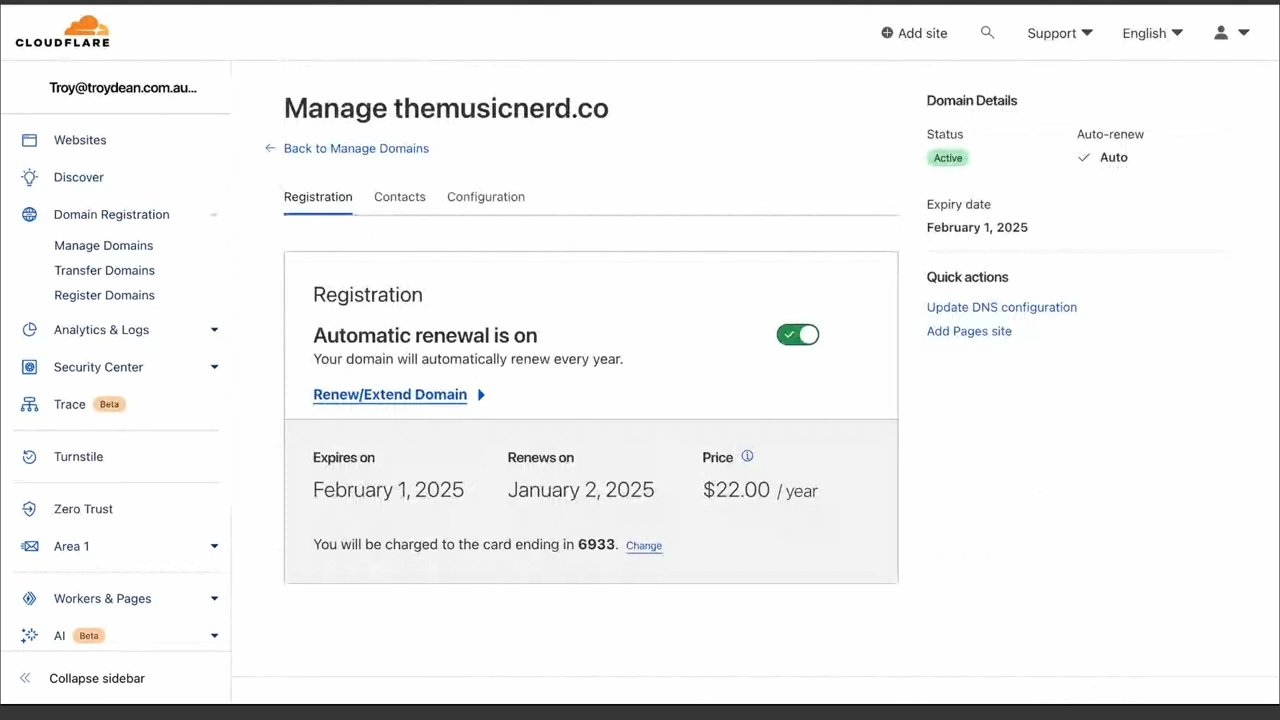 CLOUDFLARE
Add site
Support
English
Troy@troydean.com.au...
Websites
Discover
Domain Registration
Manage Domains
Transfer Domains
Register Domains
Analytics & Logs
Security Center
Trace Beta
Turnstile
Zero Trust
Area 1
Workers & Pages
AI Beta
Collapse sidebar
Manage themusicnerd.co
Back to Manage Domains
Registration Contacts Configuration
Registration
Automatic renewal is on
Your domain will automatically renew every year.
Renew/Extend Domain
Expires on Renews on Price
February 1, 2025 January 2, 2025 $22.00 / year
You will be charged to the card ending in 6933. Change
Domain Details
Status Auto-renew
Active Auto
Expiry date
February 1, 2025
Quick actions
Update DNS configuration
Add Pages site